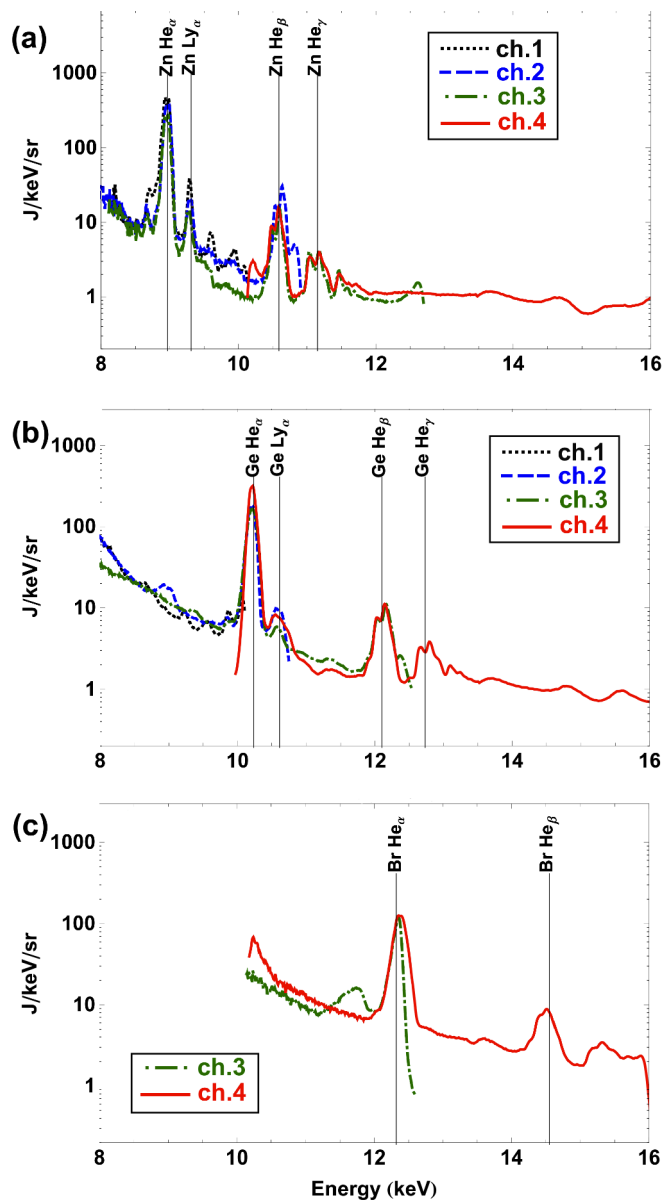 (a)
Zn Heα
Zn Lyα
Zn Heβ
Zn Heγ
ch.1
ch.2
ch.3
ch.4
J/keV/sr
1000
100
10
1
8 10 12 14 16
(b)
Ge Heα
Ge Lyα
Ge Heβ
Ge Heγ
ch.1
ch.2
ch.3
ch.4
J/keV/sr
1000
100
10
1
8 10 12 14 16
(c)
Br Heα
Br Heβ
J/keV/sr
1000
100
10
1
ch.3
ch.4
8 10 12 14 16
Energy (keV)